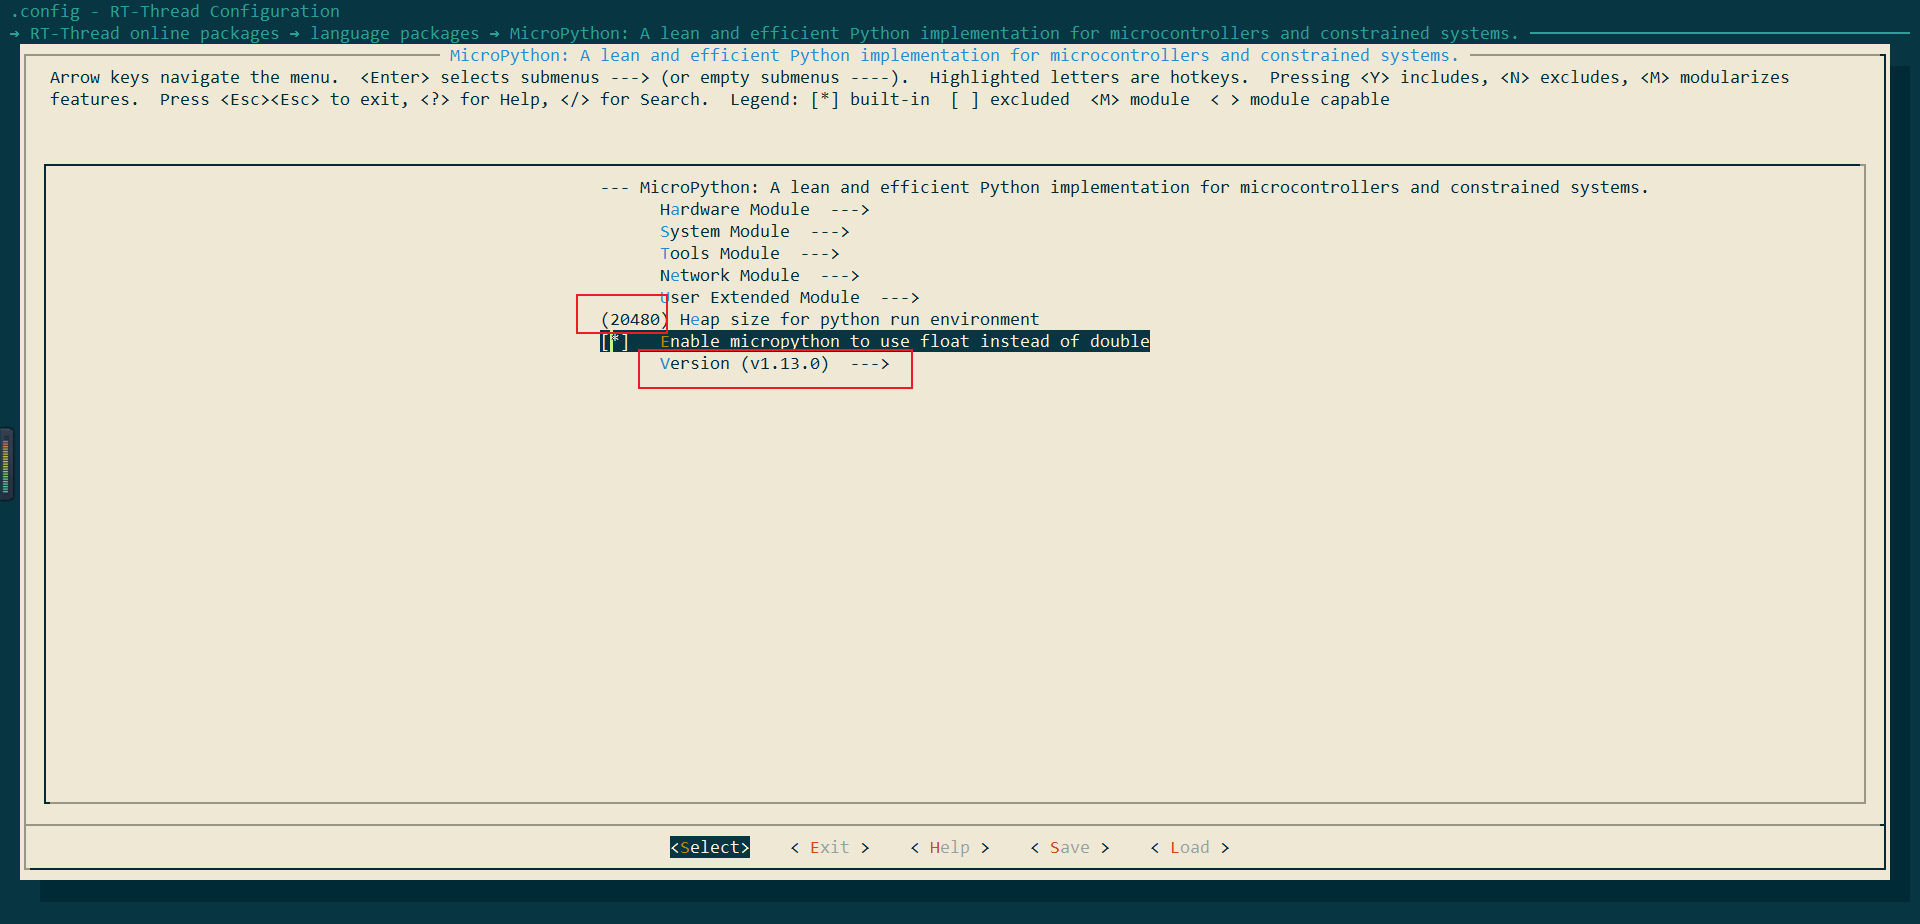 .config - RT-Thread Configuration
→ RT-Thread online packages → language packages → MicroPython: A lean and efficient Python implementation for microcontrollers and constrained systems.
MicroPython: A lean and efficient Python implementation for microcontrollers and constrained systems.
Arrow keys navigate the menu.  <Enter> selects submenus ---> (or empty submenus ----).  Highlighted letters are hotkeys.  Pressing <Y> includes, <N> excludes, <M> modularizes
features.  Press <Esc><Esc> to exit, <?> for Help, </> for Search.  Legend: [*] built-in  [ ] excluded  <M> module  < > module capable
--- MicroPython: A lean and efficient Python implementation for microcontrollers and constrained systems.
Hardware Module  --->
System Module  --->
Tools Module  --->
Network Module  --->
User Extended Module  --->
(20480) Heap size for python run environment
[*]   Enable micropython to use float instead of double
Version (v1.13.0)  --->
<Select>    < Exit >    < Help >    < Save >    < Load >